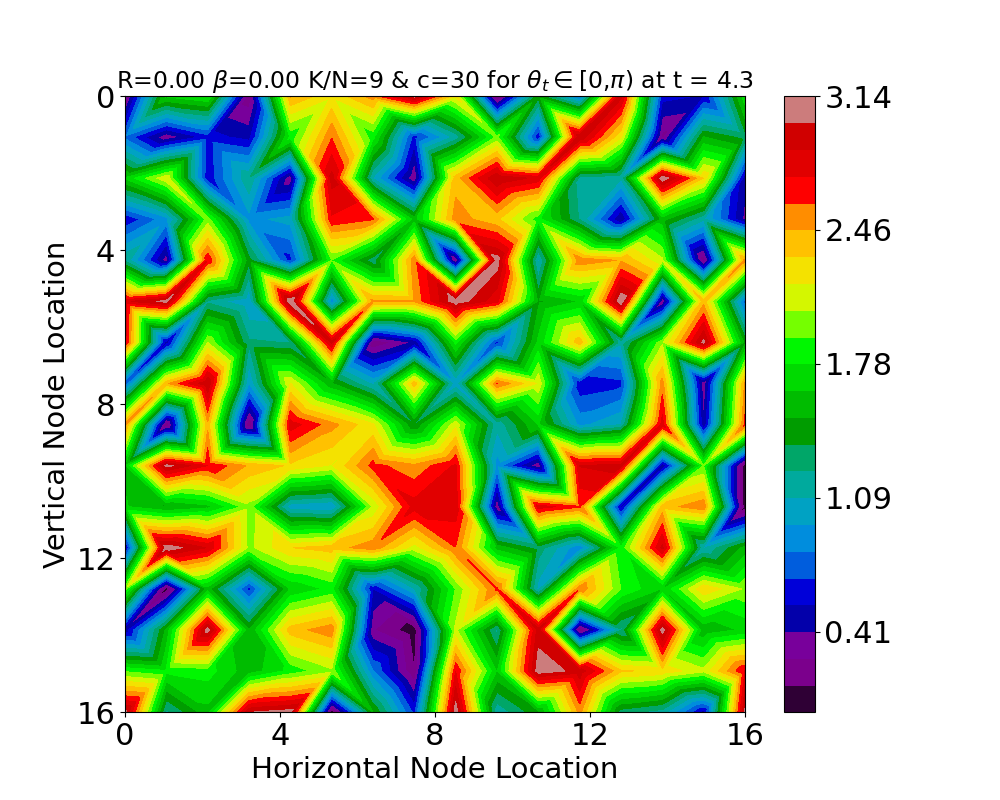 R=0.00 β=0.00 K/N=9 & c=30 for θₜ ∈ [0,π) at t = 4.3
0
4
8
12
16
0 4 8 12 16
Vertical Node Location
Horizontal Node Location
3.14
2.46
1.78
1.09
0.41